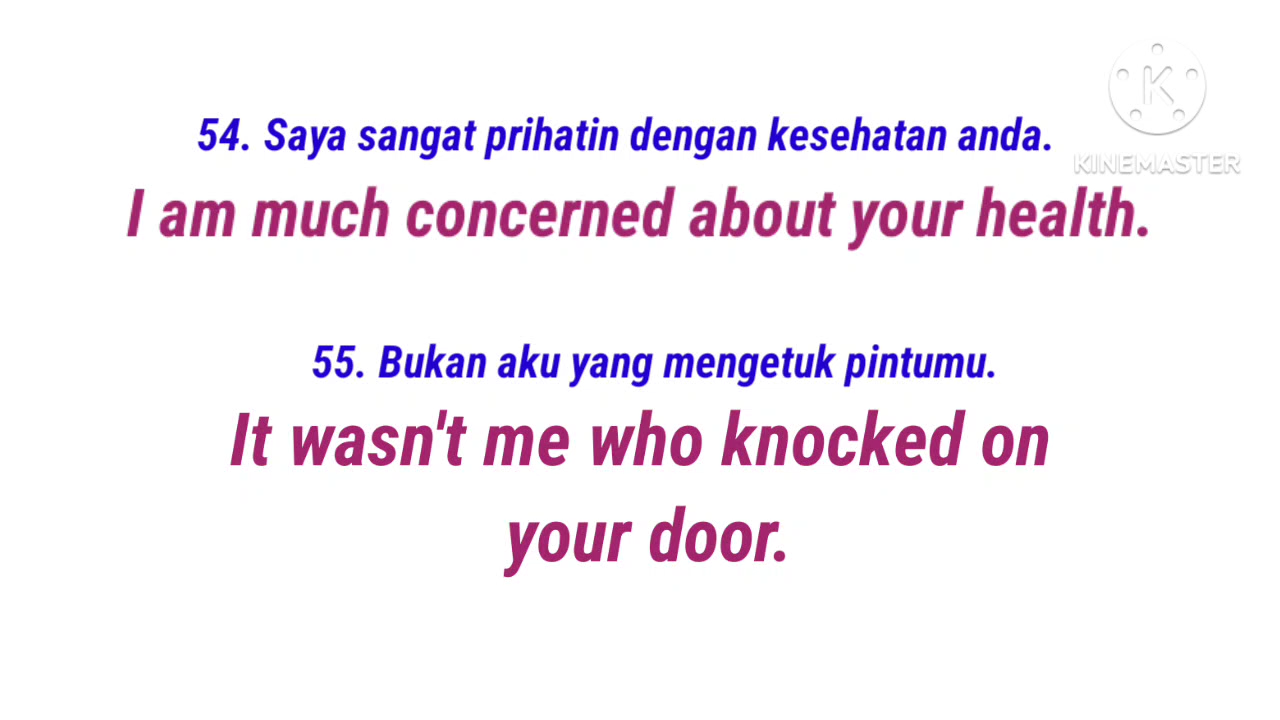 KINEMASTER
54. Saya sangat prihatin dengan kesehatan anda.
I am much concerned about your health.
55. Bukan aku yang mengetuk pintumu.
It wasn't me who knocked on
your door.